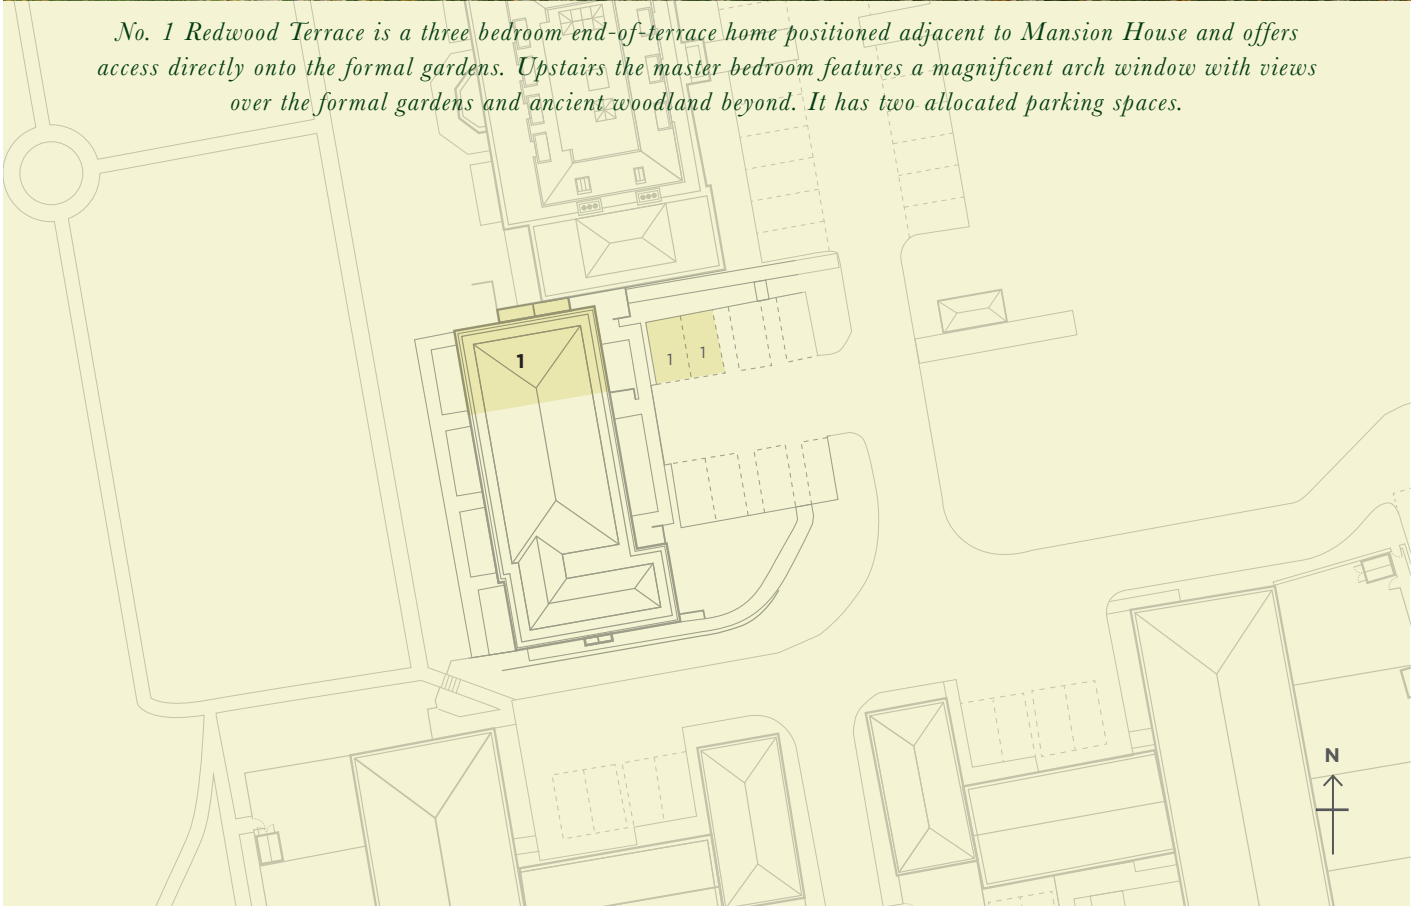 No. 1 Redwood Terrace is a three bedroom end-of-terrace home positioned adjacent to Mansion House and offers
access directly onto the formal gardens. Upstairs the master bedroom features a magnificent arch window with views
over the formal gardens and ancient woodland beyond. It has two allocated parking spaces.
1
1 1
N